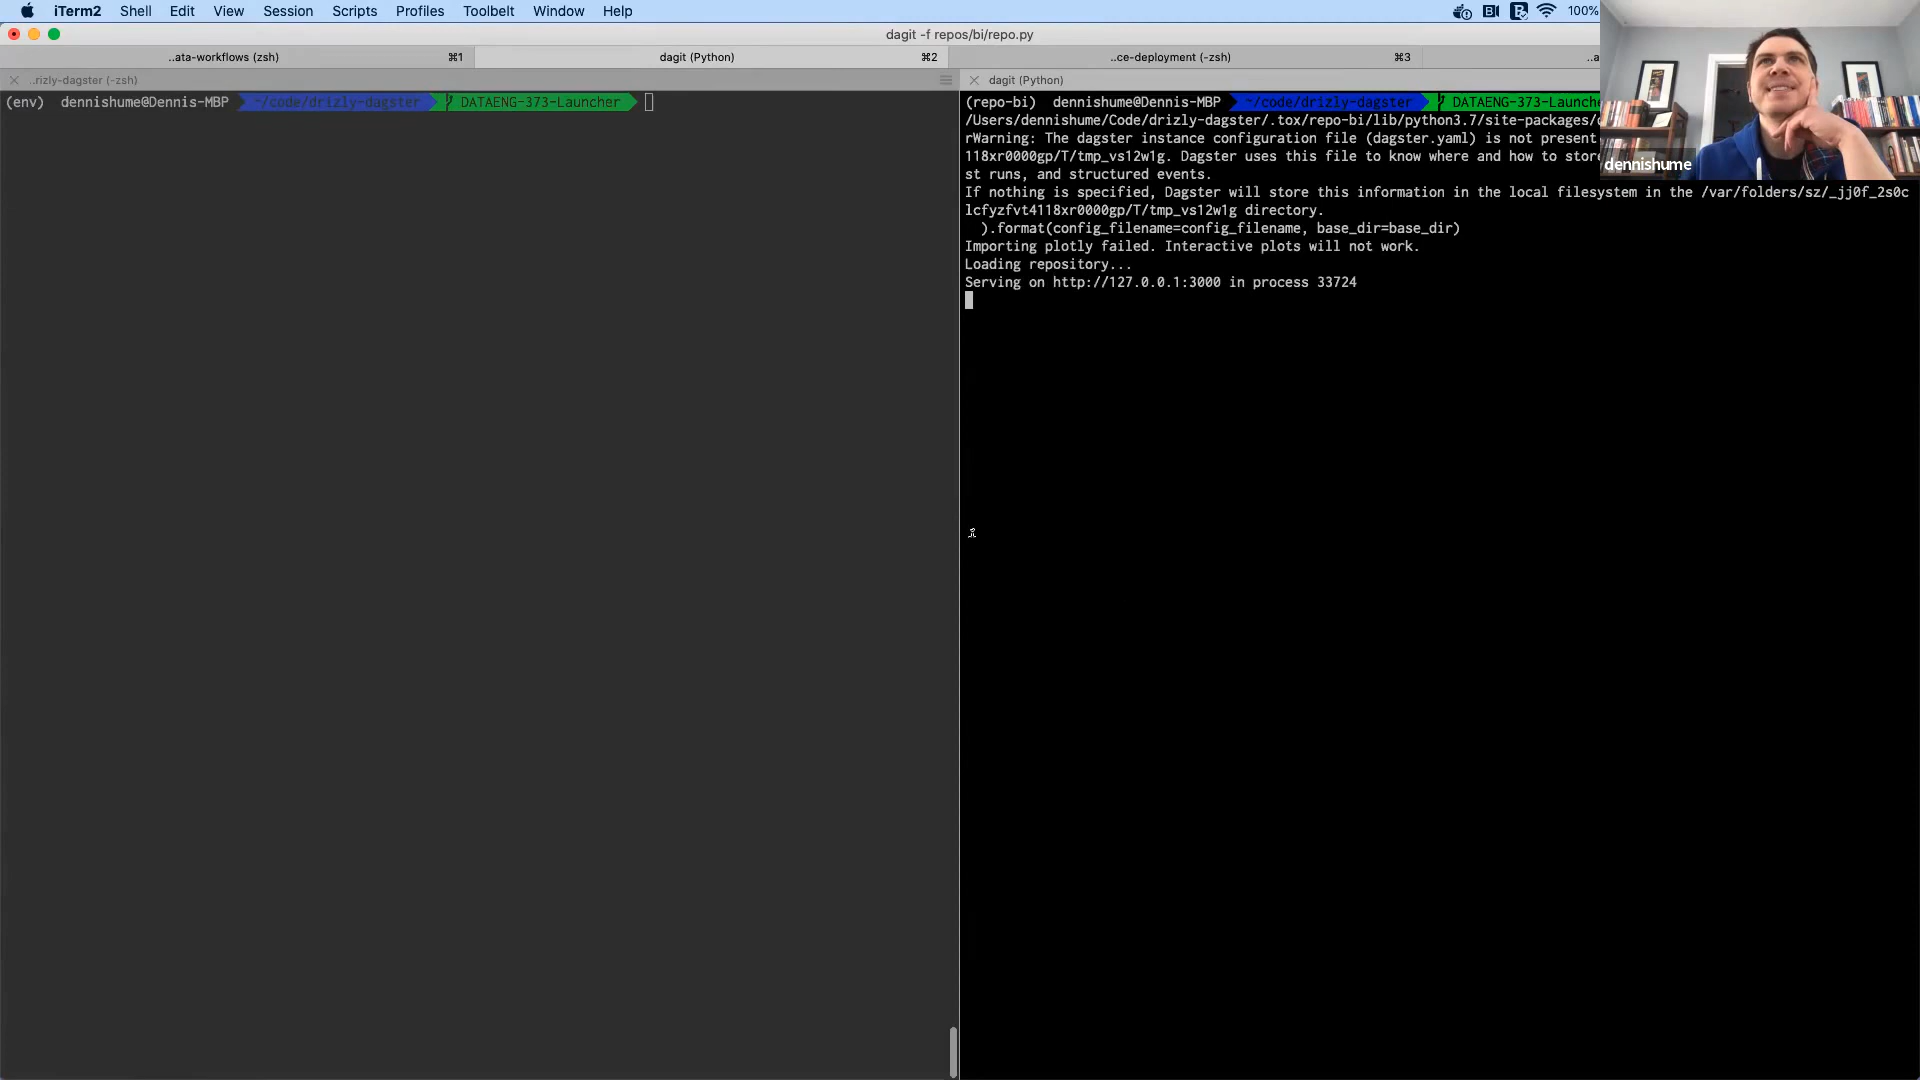 iTerm2 Shell Edit View Session Scripts Profiles Toolbelt Window Help 100%
dagit -f repos/bi/repo.py
..ata-workflows (zsh) ⌘1 dagit (Python) ⌘2 ..ce-deployment (-zsh) ⌘3 ..a
..rizly-dagster (-zsh)
(env) dennishume@Dennis-MBP ~/code/drizly-dagster DATAENG-373-Launcher
dagit (Python)
(repo-bi) dennishume@Dennis-MBP ~/code/drizly-dagster DATAENG-373-Launche
/Users/dennishume/Code/drizly-dagster/.tox/repo-bi/lib/python3.7/site-packages/
rWarning: The dagster instance configuration file (dagster.yaml) is not present
118xr0000gp/T/tmp_vs12w1g. Dagster uses this file to know where and how to stor
st runs, and structured events.
If nothing is specified, Dagster will store this information in the local filesystem in the /var/folders/sz/_jj0f_2s0c
lcfyzfvt4118xr0000gp/T/tmp_vs12w1g directory.
).format(config_filename=config_filename, base_dir=base_dir)
Importing plotly failed. Interactive plots will not work.
Loading repository...
Serving on http://127.0.0.1:3000 in process 33724
dennishume